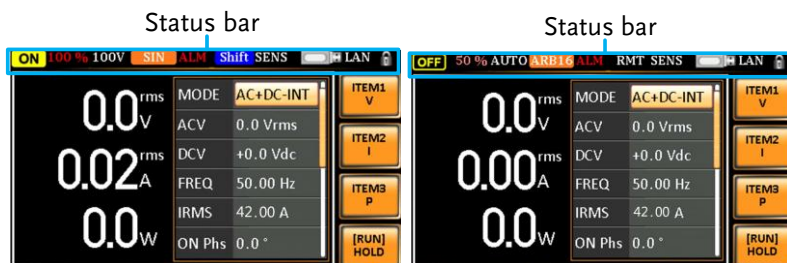 Status bar
ON 100 % 100V SIN ALM Shift SENS LAN
0.0 rms V
0.02 rms A
0.0 W
MODE AC+DC-INT
ACV 0.0 Vrms
DCV +0.0 Vdc
FREQ 50.00 Hz
IRMS 42.00 A
ON Phs 0.0 °
ITEM1
V
ITEM2
I
ITEM3
P
[RUN]
HOLD
Status bar
OFF 50 % AUTO ARB16 ALM RMT SENS LAN
0.0 rms V
0.00 rms A
0.0 W
MODE AC+DC-INT
ACV 0.0 Vrms
DCV +0.0 Vdc
FREQ 50.00 Hz
IRMS 42.00 A
ON Phs 0.0 °
ITEM1
V
ITEM2
I
ITEM3
P
[RUN]
HOLD